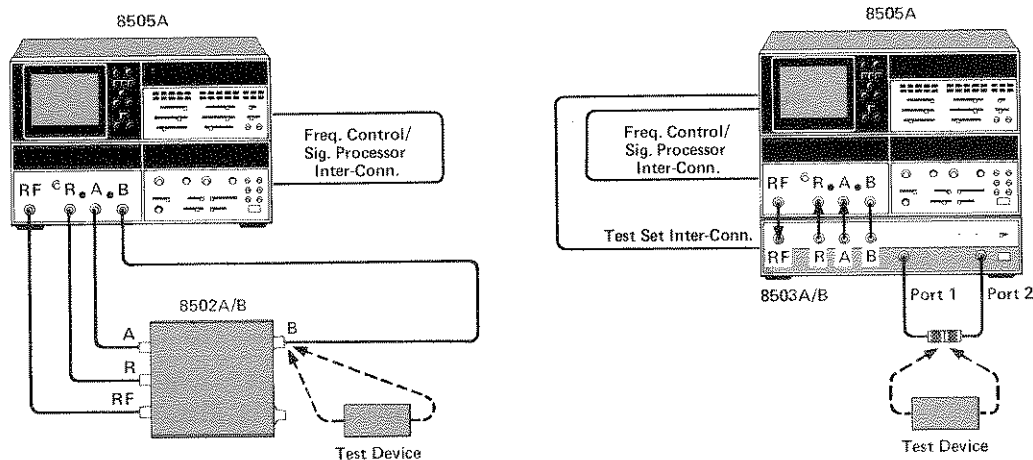 8505A
Freq. Control/
Sig. Processor
Inter-Conn.
RF R A B
8502A/B
A
B
R
RF
Test Device
8505A
Freq. Control/
Sig. Processor
Inter-Conn.
RF R A B
Test Set Inter-Conn.
RF R A B
8503A/B
Port 1
Port 2
Test Device